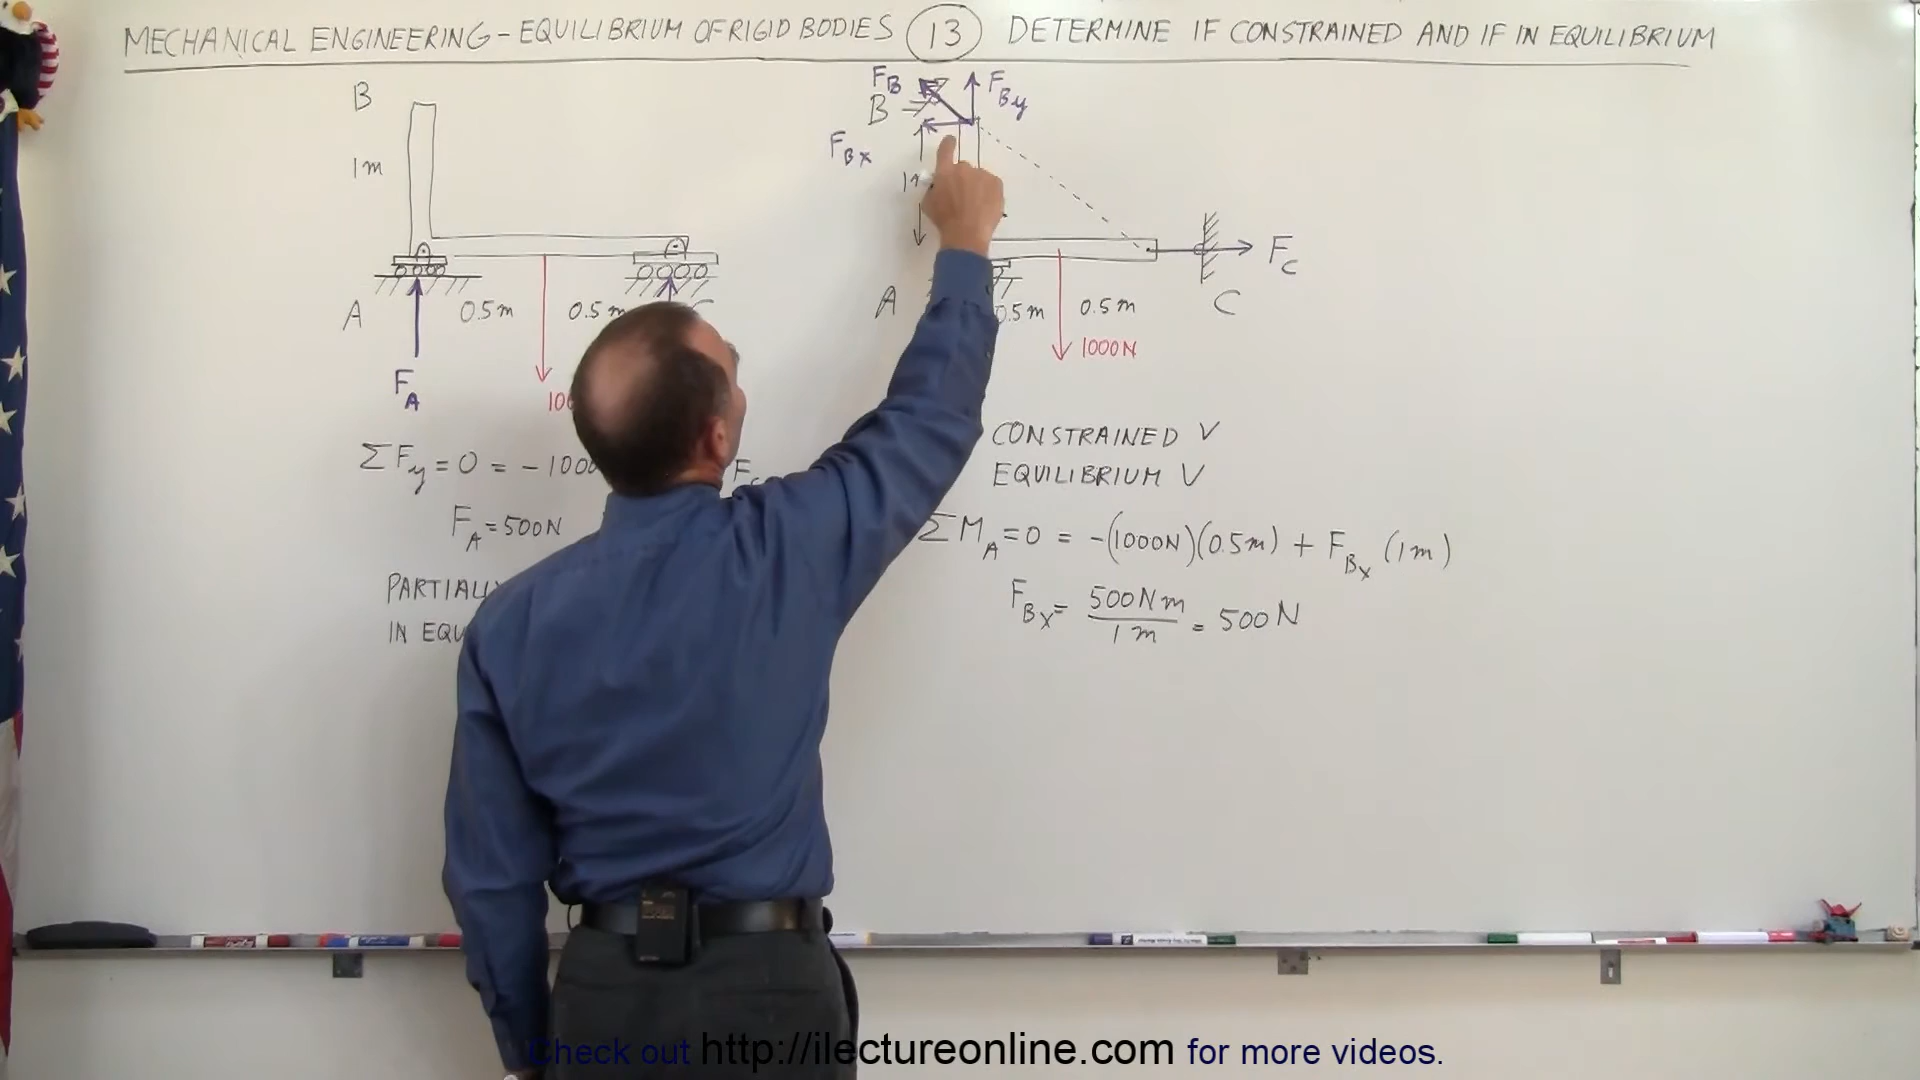 MECHANICAL ENGINEERING - EQUILIBRIUM OF RIGID BODIES 13 DETERMINE IF CONSTRAINED AND IF IN EQUILIBRIUM
B
1m
A
0.5m
0.5m
F_A
ΣF_y = 0 = -1000
F_A = 500N
PARTIALLY
IN EQU
F_B
F_By
B
F_Bx
F_C
A
0.5m
0.5m
C
1000N
CONSTRAINED V
EQUILIBRIUM V
ΣM_A = 0 = -(1000N)(0.5m) + F_Bx (1m)
F_Bx = 500Nm / 1m = 500N
Check out http://ilectureonline.com for more videos.